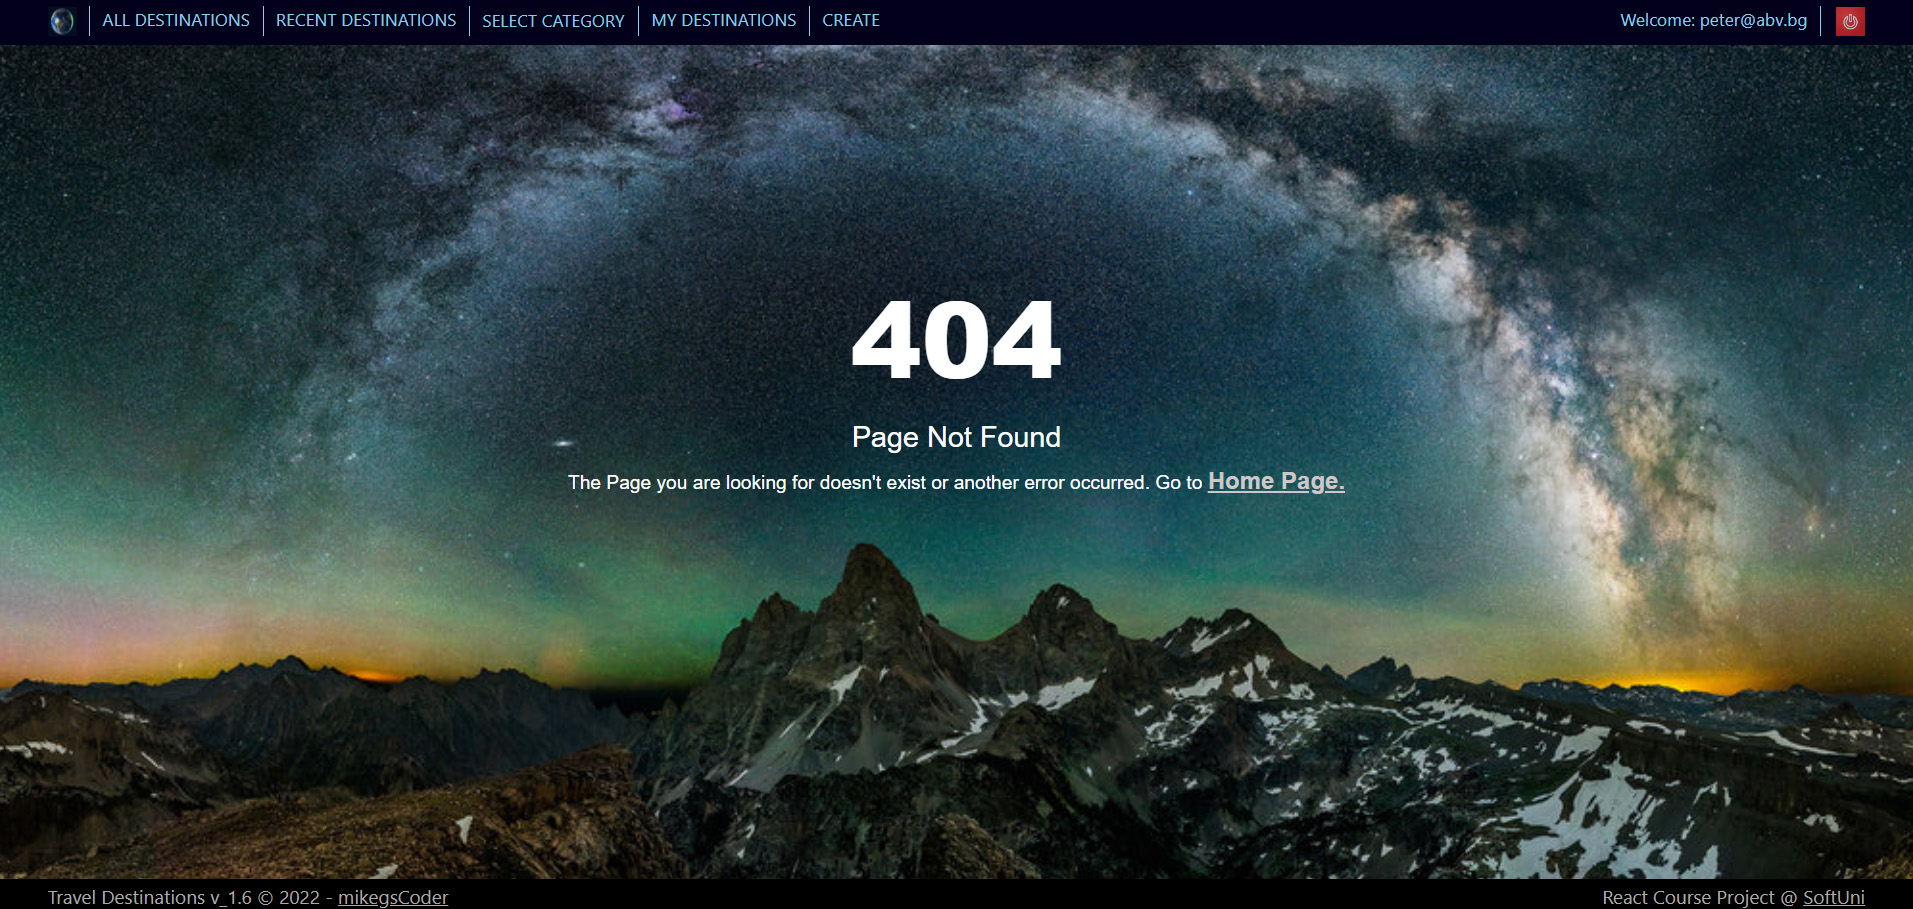 ALL DESTINATIONS RECENT DESTINATIONS SELECT CATEGORY MY DESTINATIONS CREATE Welcome: peter@abv.bg
404
Page Not Found
The Page you are looking for doesn't exist or another error occurred. Go to Home Page.
Travel Destinations v_1.6 © 2022 - mikegsCoder React Course Project @ SoftUni